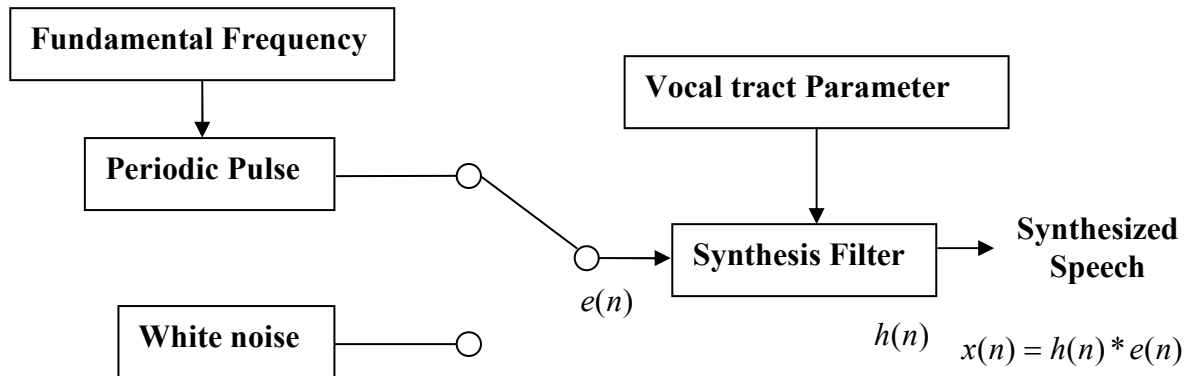 Fundamental Frequency
Vocal tract Parameter
Periodic Pulse
Synthesis Filter
Synthesized
Speech
e(n)
White noise
h(n)
x(n) = h(n) * e(n)